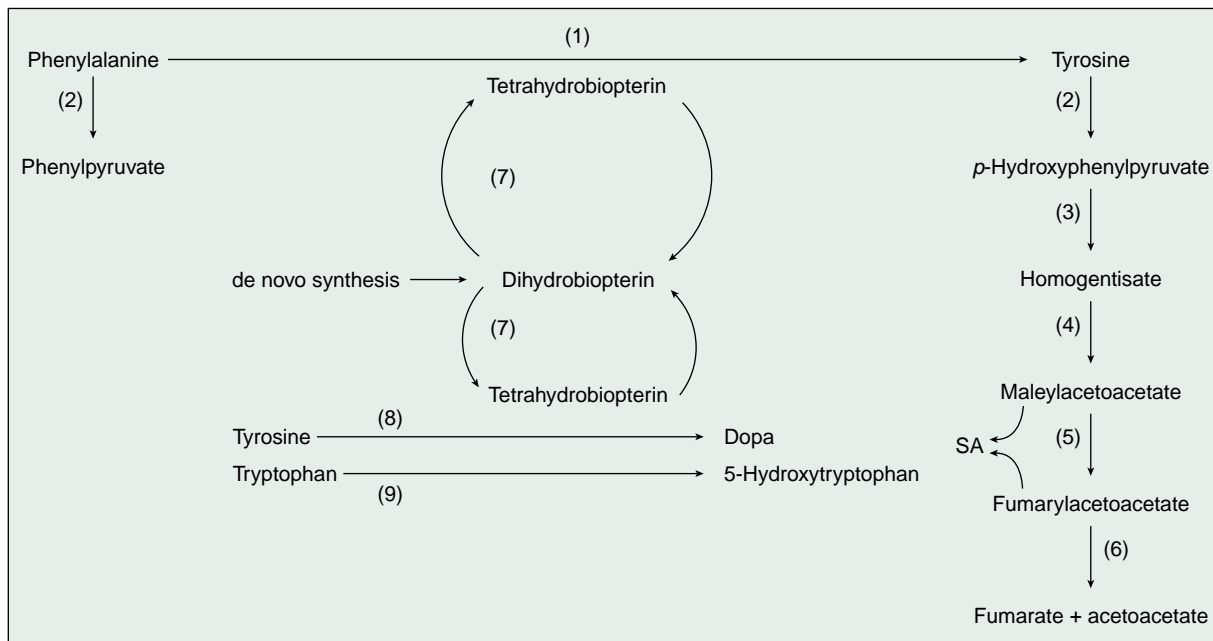 (1)
Phenylalanine
Tyrosine
(2)
Tetrahydrobiopterin
(2)
Phenylpyruvate
(7)
p-Hydroxyphenylpyruvate
(3)
de novo synthesis
Dihydrobiopterin
Homogentisate
(7)
(4)
Tetrahydrobiopterin
Maleylacetoacetate
(8)
Tyrosine
Dopa
SA
(5)
Tryptophan
5-Hydroxytryptophan
(9)
Fumarylacetoacetate
(6)
Fumarate + acetoacetate